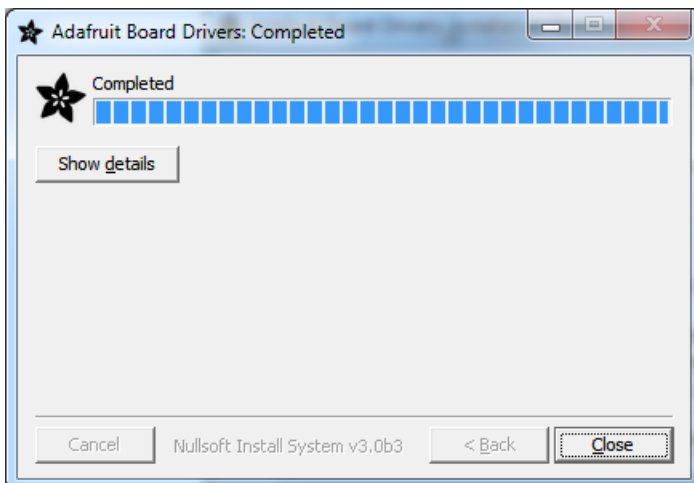 Adafruit Board Drivers: Completed
Completed
Show details
Cancel
Nullsoft Install System v3.0b3
< Back
Close